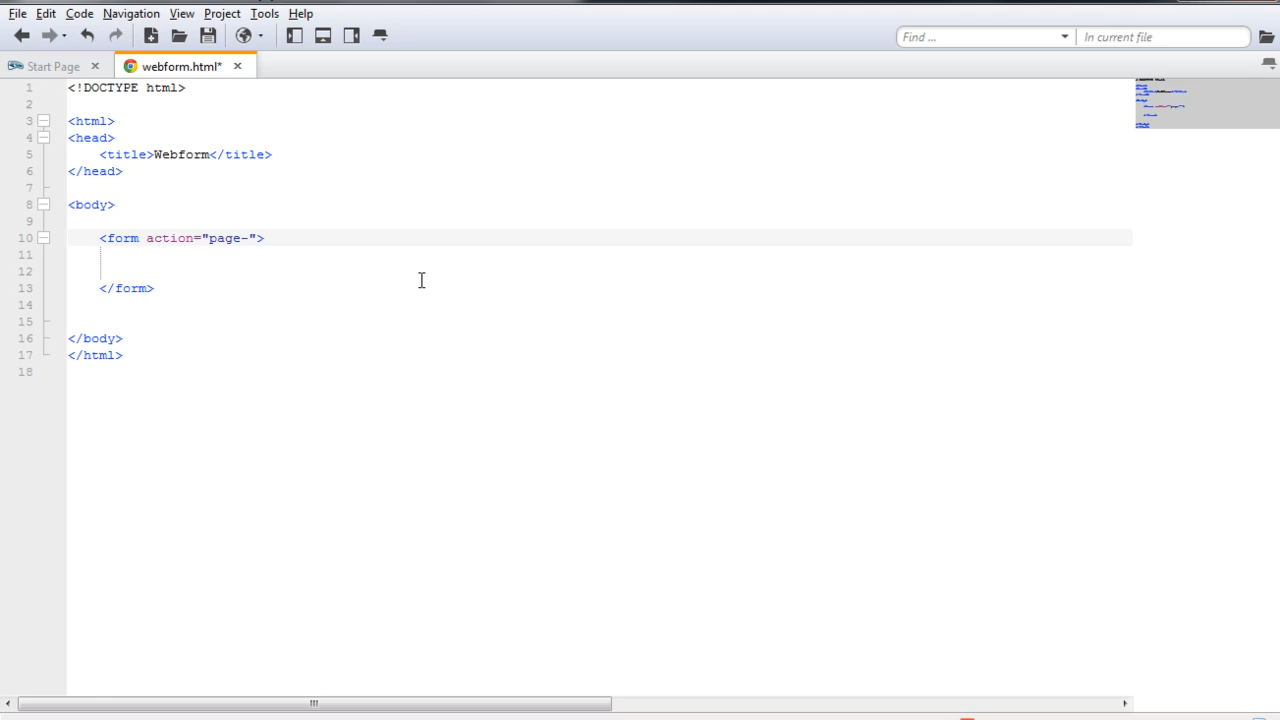 File Edit Code Navigation View Project Tools Help
Find ... In current file
Start Page webform.html*
1 <!DOCTYPE html>
2
3 <html>
4 <head>
5 <title>Webform</title>
6 </head>
7
8 <body>
9
10 <form action="page-">
11
12
13 </form>
14
15
16 </body>
17 </html>
18